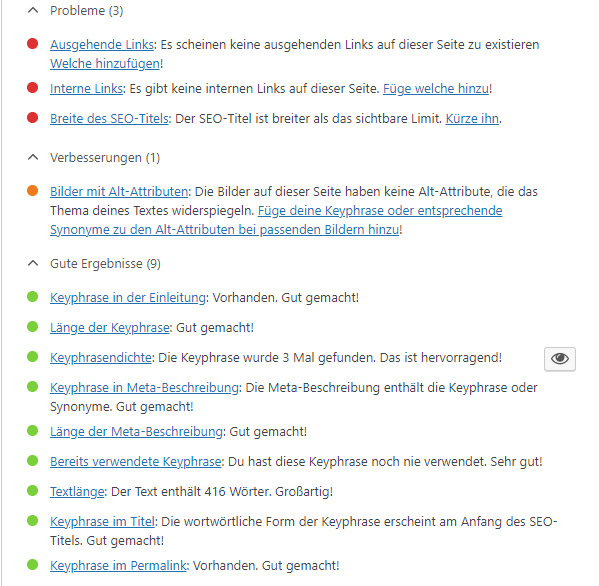 Probleme (3)
Ausgehende Links: Es scheinen keine ausgehenden Links auf dieser Seite zu existieren
Welche hinzufügen!
Interne Links: Es gibt keine internen Links auf dieser Seite. Füge welche hinzu!
Breite des SEO-Titels: Der SEO-Titel ist breiter als das sichtbare Limit. Kürze ihn.
Verbesserungen (1)
Bilder mit Alt-Attributen: Die Bilder auf dieser Seite haben keine Alt-Attribute, die das
Thema deines Textes widerspiegeln. Füge deine Keyphrase oder entsprechende
Synonyme zu den Alt-Attributen bei passenden Bildern hinzu!
Gute Ergebnisse (9)
Keyphrase in der Einleitung: Vorhanden. Gut gemacht!
Länge der Keyphrase: Gut gemacht!
Keyphrasendichte: Die Keyphrase wurde 3 Mal gefunden. Das ist hervorragend!
Keyphrase in Meta-Beschreibung: Die Meta-Beschreibung enthält die Keyphrase oder
Synonyme. Gut gemacht!
Länge der Meta-Beschreibung: Gut gemacht!
Bereits verwendete Keyphrase: Du hast diese Keyphrase noch nie verwendet. Sehr gut!
Textlänge: Der Text enthält 416 Wörter. Großartig!
Keyphrase im Titel: Die wortwörtliche Form der Keyphrase erscheint am Anfang des SEO-
Titels. Gut gemacht!
Keyphrase im Permalink: Vorhanden. Gut gemacht!